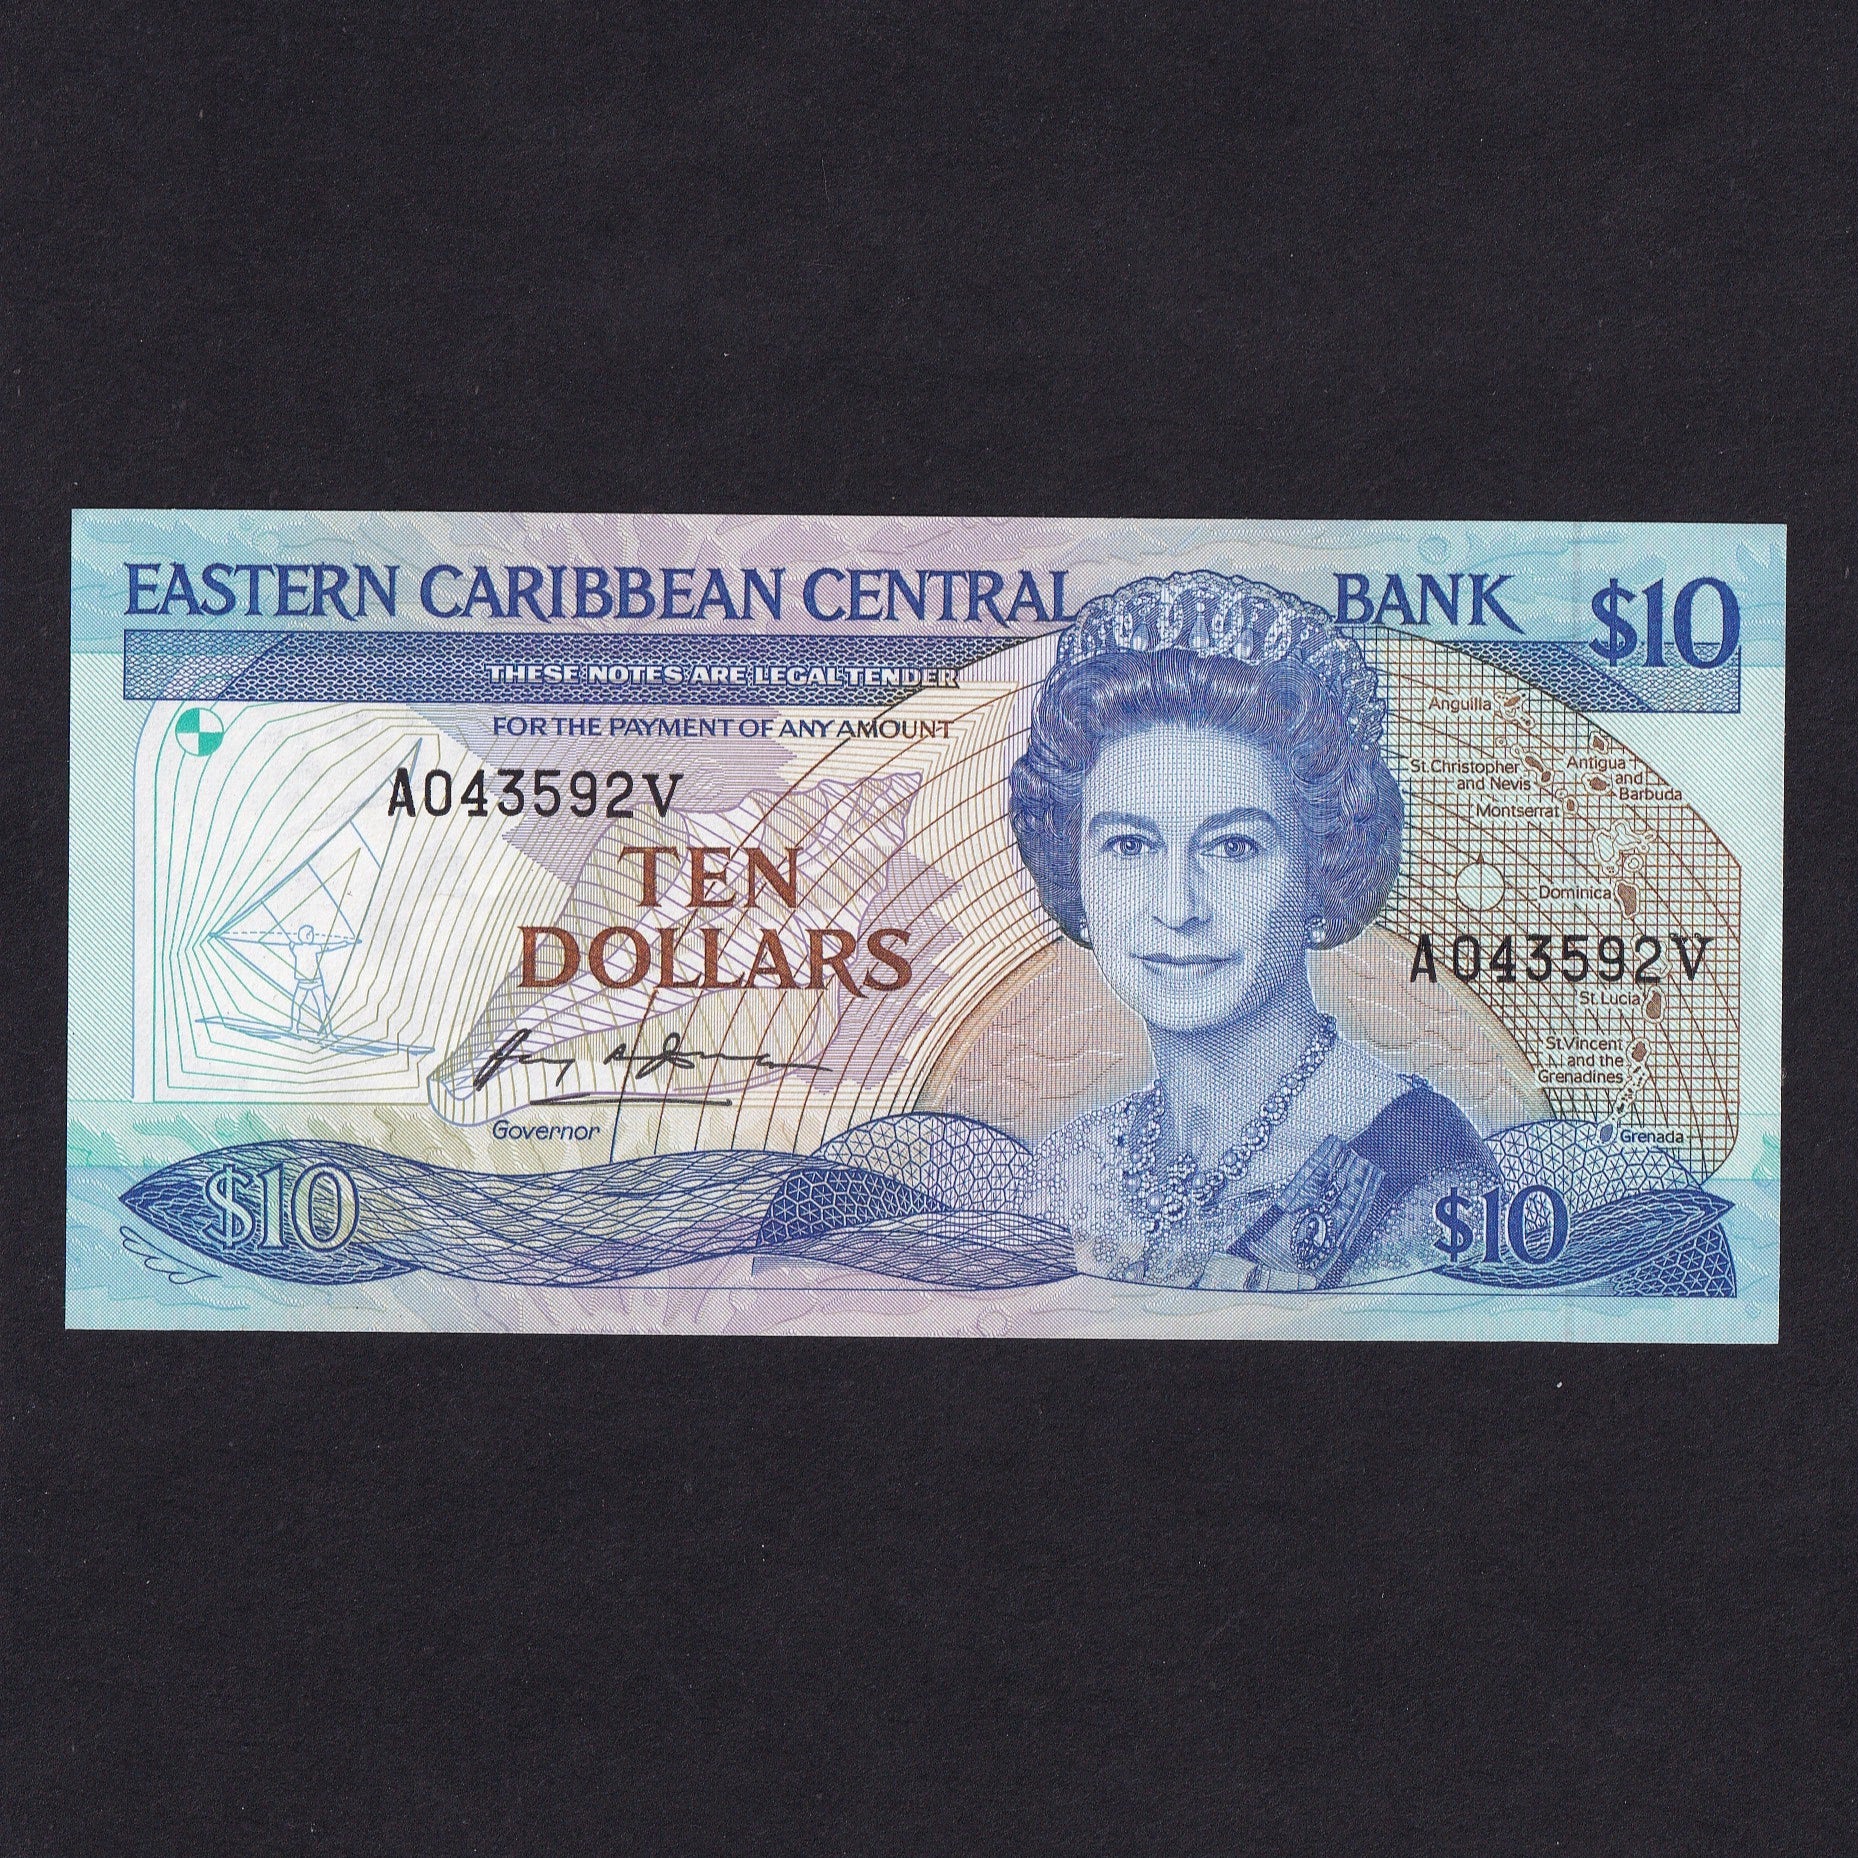 EASTERN CARIBBEAN CENTRAL BANK $10
THESE NOTES ARE LEGAL TENDER
FOR THE PAYMENT OF ANY AMOUNT
A043592V
TEN
DOLLARS
Governor
$10
Anguilla
St.Christopher
and Nevis
Antigua
and
Barbuda
Montserrat
Dominica
A043592V
St.Lucia
St.Vincent
and the
Grenadines
Grenada
$10